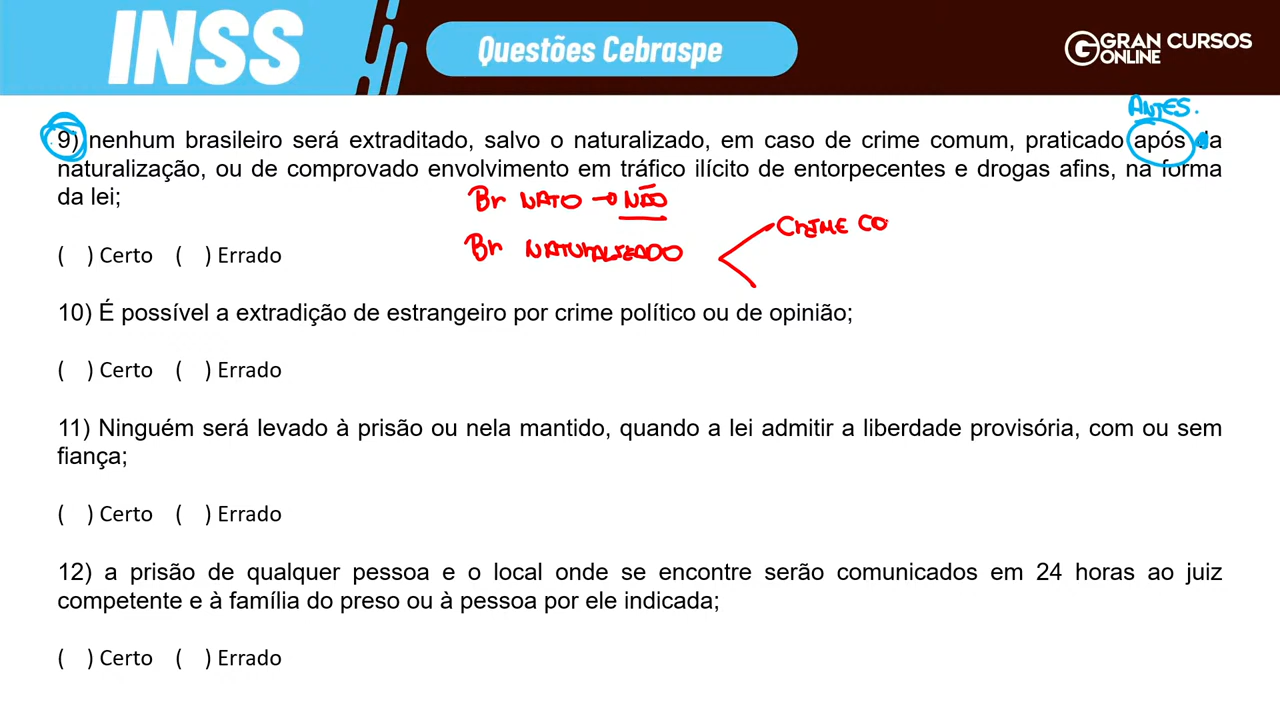 INSS
Questões Cebraspe
GRAN CURSOS
ONLINE
ANTES.
9) nenhum brasileiro será extraditado, salvo o naturalizado, em caso de crime comum, praticado após da
naturalização, ou de comprovado envolvimento em tráfico ilícito de entorpecentes e drogas afins, na forma
da lei;
Br NATO → NÃO
Br NATURALIZADO
CRIME CO
( ) Certo ( ) Errado
10) É possível a extradição de estrangeiro por crime político ou de opinião;
( ) Certo ( ) Errado
11) Ninguém será levado à prisão ou nela mantido, quando a lei admitir a liberdade provisória, com ou sem
fiança;
( ) Certo ( ) Errado
12) a prisão de qualquer pessoa e o local onde se encontre serão comunicados em 24 horas ao juiz
competente e à família do preso ou à pessoa por ele indicada;
( ) Certo ( ) Errado